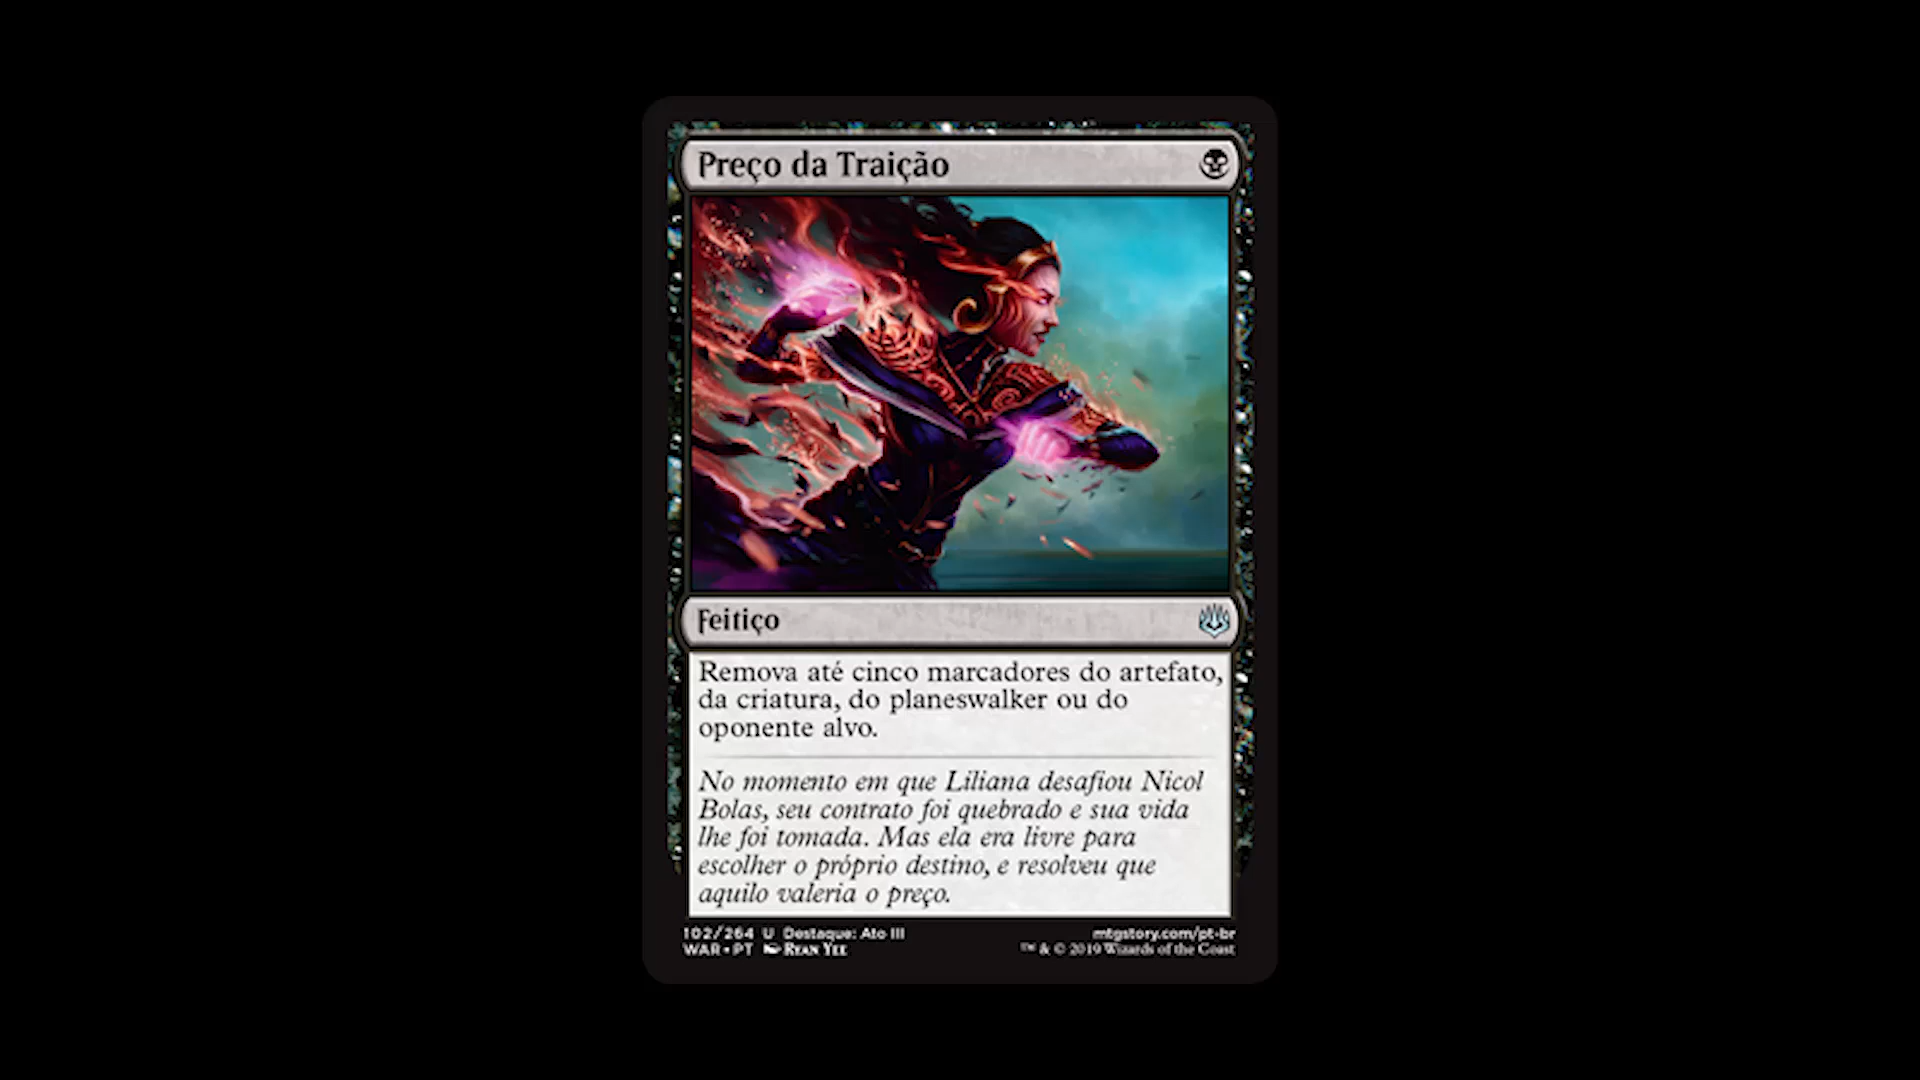 Preço da Traição
Feitiço
Remova até cinco marcadores do artefato,
da criatura, do planeswalker ou do
oponente alvo.
No momento em que Liliana desafiou Nicol
Bolas, seu contrato foi quebrado e sua vida
lhe foi tomada. Mas ela era livre para
escolher o próprio destino, e resolveu que
aquilo valeria o preço.
102/264 U Destaque: Ato III
mtgstory.com/pt-br
WAR • PT Ryan Yee
™ & © 2019 Wizards of the Coast